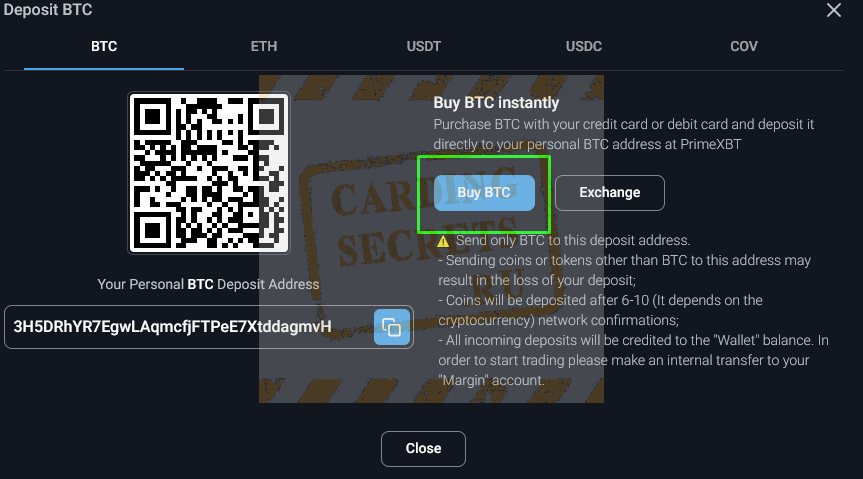 Deposit BTC
BTC
ETH
USDT
USDC
COV
Buy BTC instantly
Purchase BTC with your credit card or debit card and deposit it
directly to your personal BTC address at PrimeXBT
Buy BTC
Exchange
⚠ Send only BTC to this deposit address.
- Sending coins or tokens other than BTC to this address may
result in the loss of your deposit;
- Coins will be deposited after 6-10 (It depends on the
cryptocurrency) network confirmations;
- All incoming deposits will be credited to the "Wallet" balance. In
order to start trading please make an internal transfer to your
"Margin" account.
Your Personal BTC Deposit Address
3H5DRhYR7EgwLAqmcfjFTPeE7XtddagmvH
CARDING
SECRETS
RU
Close